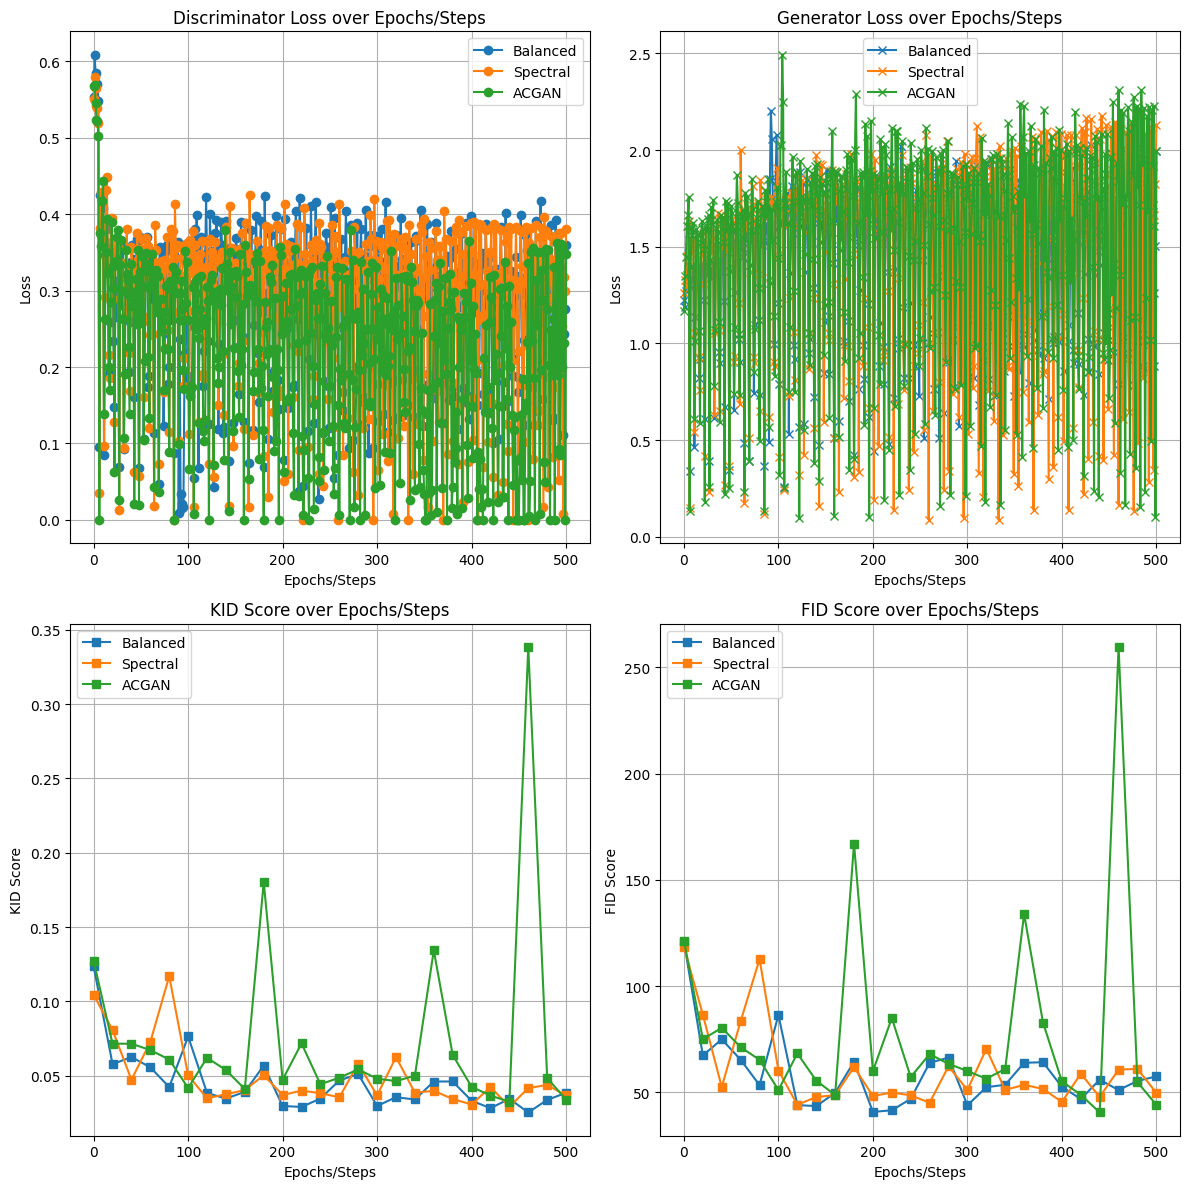 Discriminator Loss over Epochs/Steps
Loss
0.6
0.5
0.4
0.3
0.2
0.1
0.0
Balanced
Spectral
ACGAN
0 100 200 300 400 500
Epochs/Steps
Generator Loss over Epochs/Steps
Loss
2.5
2.0
1.5
1.0
0.5
0.0
Balanced
Spectral
ACGAN
0 100 200 300 400 500
Epochs/Steps
KID Score over Epochs/Steps
KID Score
0.35
0.30
0.25
0.20
0.15
0.10
0.05
Balanced
Spectral
ACGAN
0 100 200 300 400 500
Epochs/Steps
FID Score over Epochs/Steps
FID Score
250
200
150
100
50
Balanced
Spectral
ACGAN
0 100 200 300 400 500
Epochs/Steps